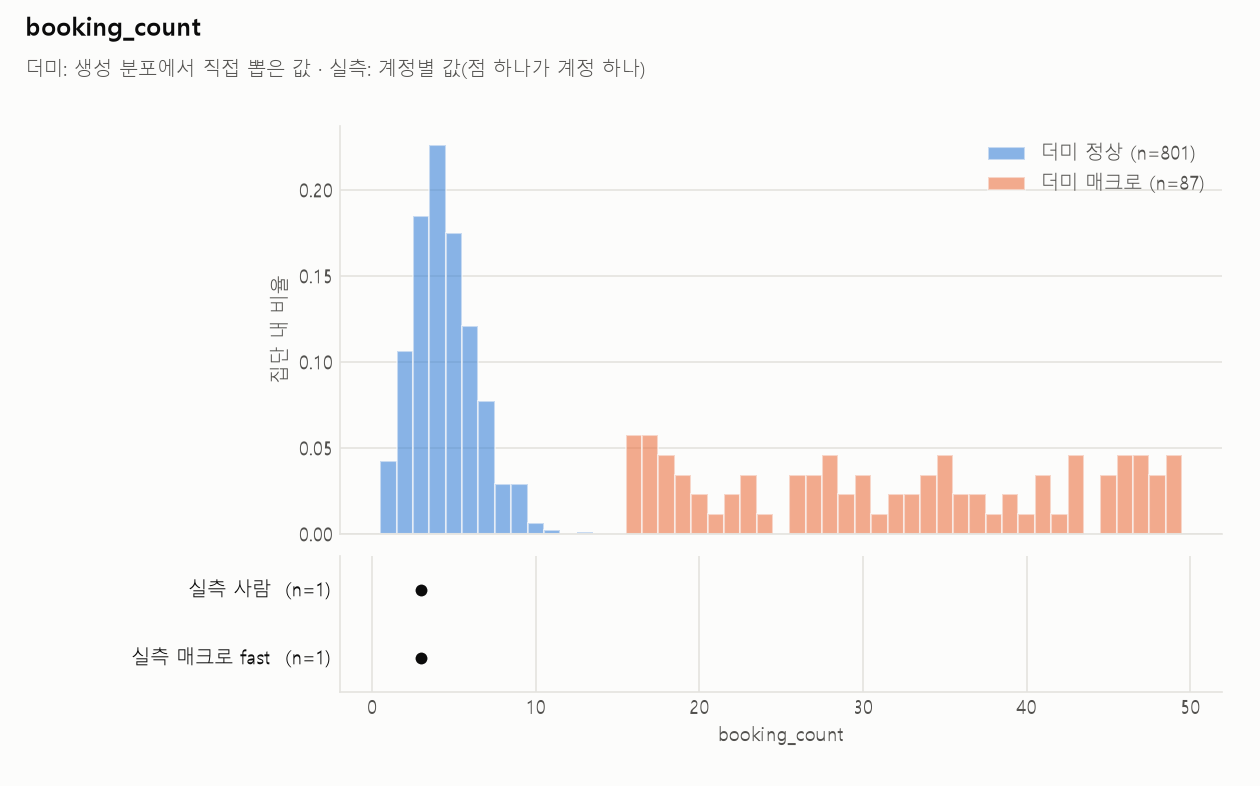 booking_count
더미: 생성 분포에서 직접 뽑은 값 · 실측: 계정별 값(점 하나가 계정 하나)
더미 정상 (n=801)
더미 매크로 (n=87)
집단 내 비율
0.20
0.15
0.10
0.05
0.00
실측 사람 (n=1)
실측 매크로 fast (n=1)
0 10 20 30 40 50
booking_count